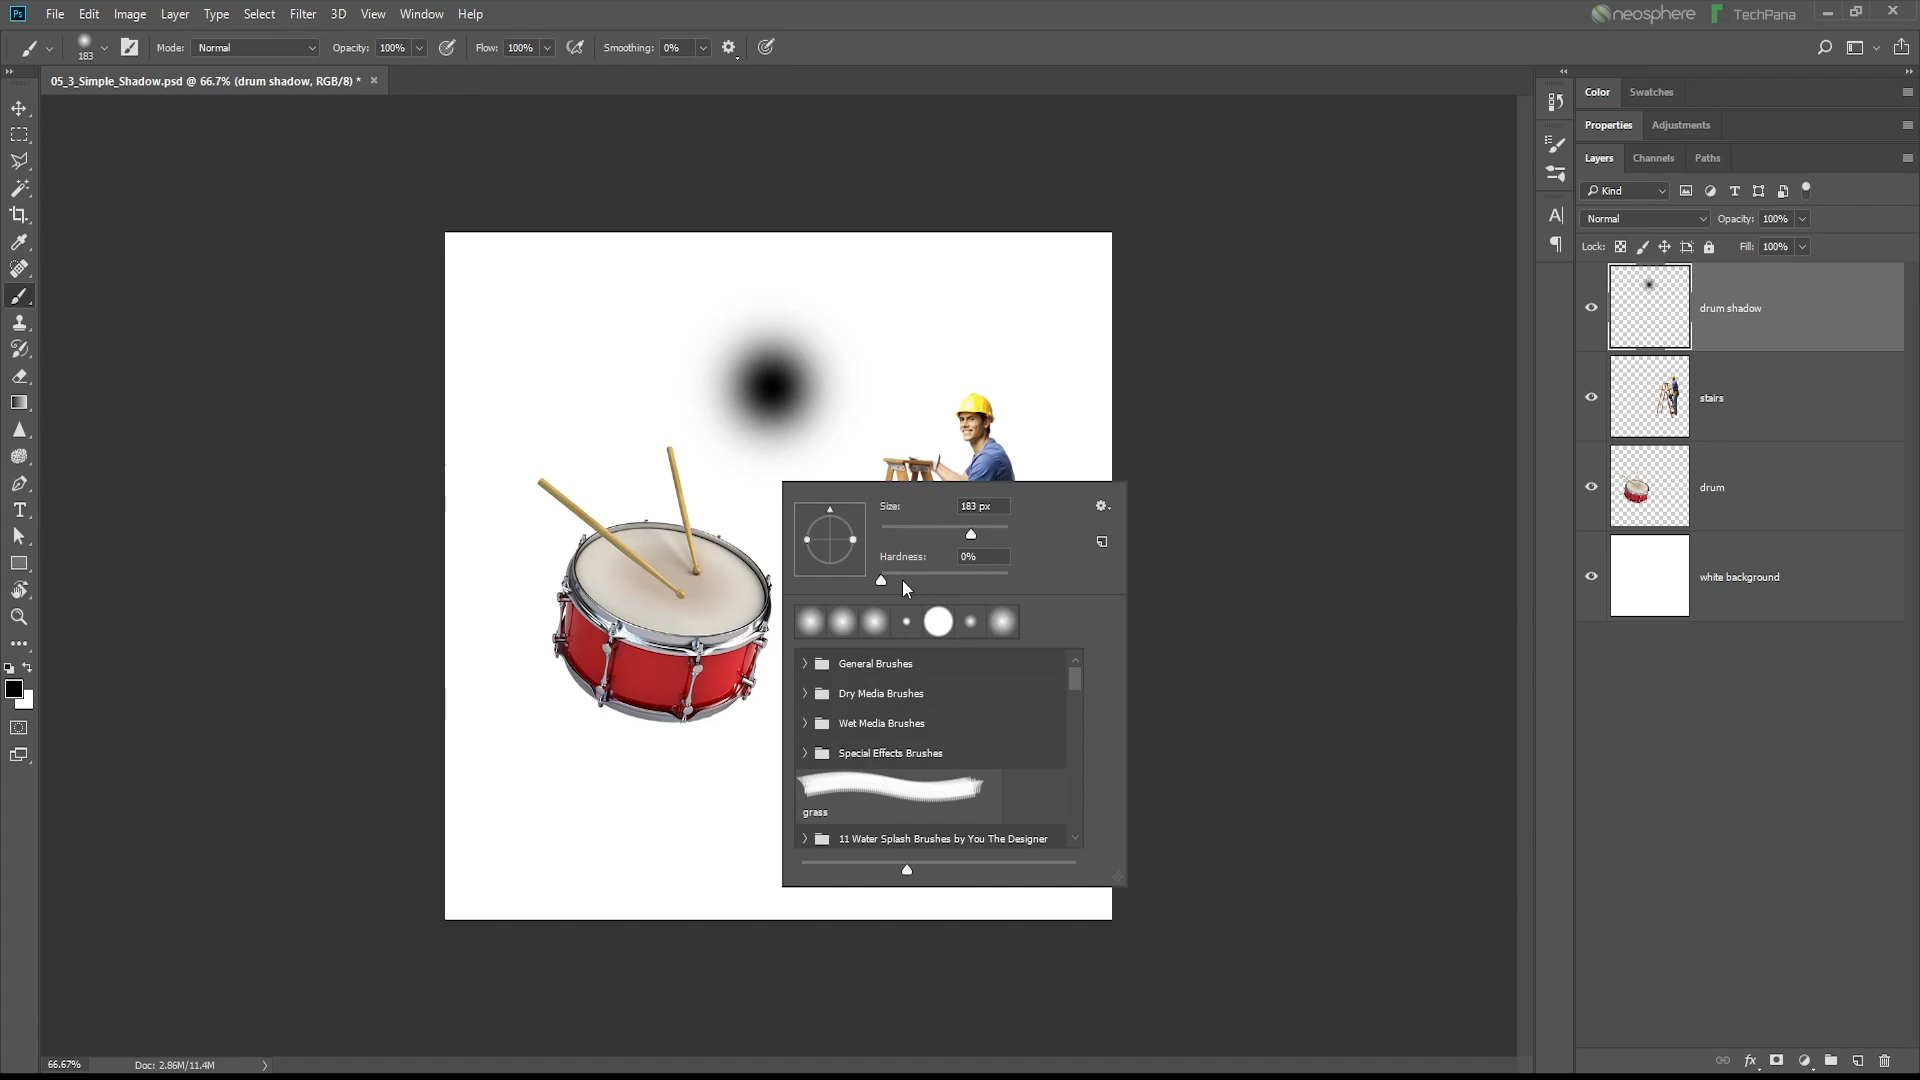 Ps File Edit Image Layer Type Select Filter 3D View Window Help neosphere TechPana
183 Mode: Normal Opacity: 100% Flow: 100% Smoothing: 0%
05_3_Simple_Shadow.psd @ 66.7% (drum shadow, RGB/8) *
Color Swatches
Properties Adjustments
Layers Channels Paths
Kind
Normal Opacity: 100%
Lock: Fill: 100%
drum shadow
stairs
drum
white background
Size: 183 px
Hardness: 0%
General Brushes
Dry Media Brushes
Wet Media Brushes
Special Effects Brushes
grass
11 Water Splash Brushes by You The Designer
66.67% Doc: 2.86M/11.4M
fx